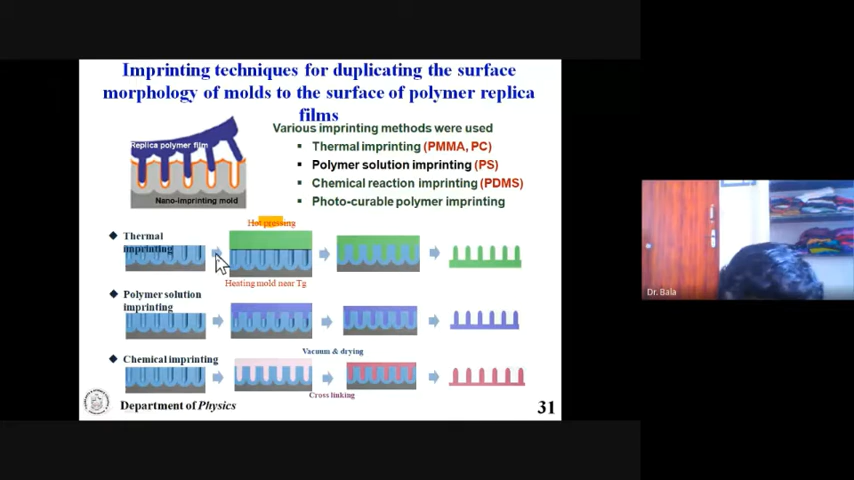 Imprinting techniques for duplicating the surface
morphology of molds to the surface of polymer replica
films
Replica polymer film
Nano-imprinting mold
Various imprinting methods were used
Thermal imprinting (PMMA, PC)
Polymer solution imprinting (PS)
Chemical reaction imprinting (PDMS)
Photo-curable polymer imprinting
Hot pressing
Thermal
imprinting
Heating mold near Tg
Polymer solution
imprinting
Vacuum & drying
Chemical imprinting
Cross linking
Department of Physics
31
Dr. Bala